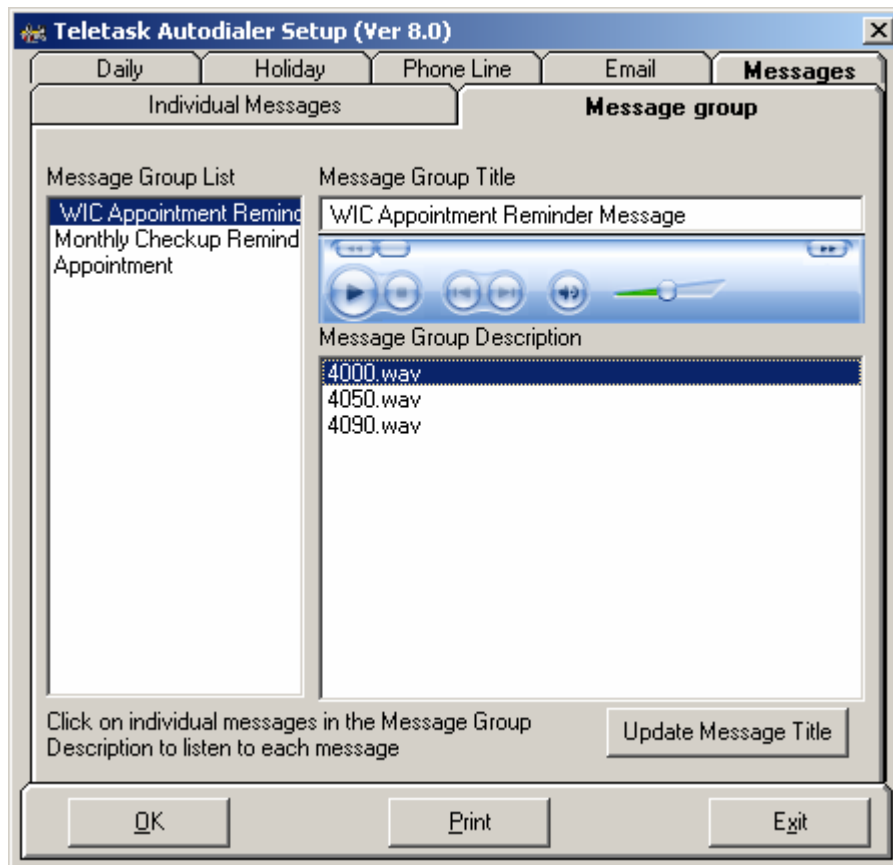 Teletask Autodialer Setup (Ver 8.0)
Daily Holiday Phone Line Email Messages
Individual Messages Message group
Message Group List Message Group Title
WIC Appointment Remind WIC Appointment Reminder Message
Monthly Checkup Remind
Appointment
Message Group Description
4000.wav
4050.wav
4090.wav
Click on individual messages in the Message Group
Description to listen to each message
Update Message Title
OK Print Exit